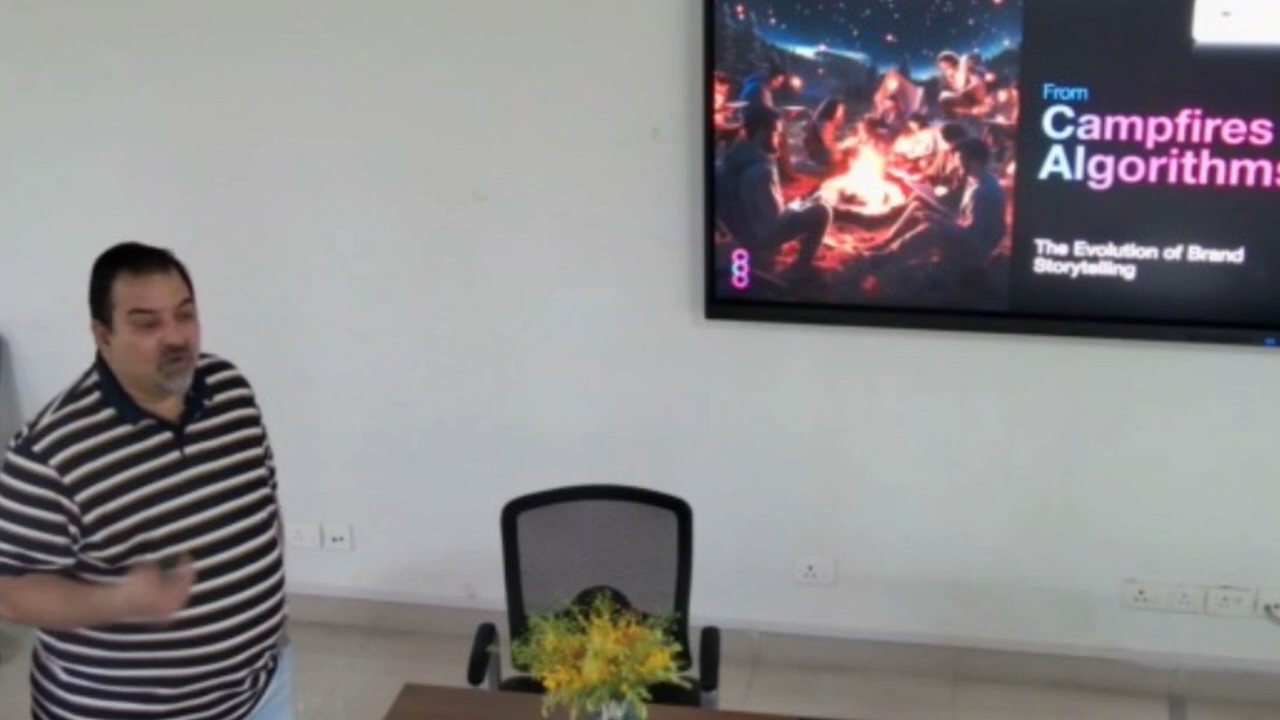 From
Campfires
Algorithms
The Evolution of Brand
Storytelling